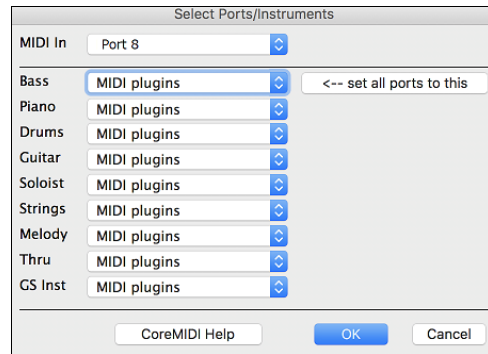 Select Ports/Instruments
MIDI In Port 8
Bass MIDI plugins <-- set all ports to this
Piano MIDI plugins
Drums MIDI plugins
Guitar MIDI plugins
Soloist MIDI plugins
Strings MIDI plugins
Melody MIDI plugins
Thru MIDI plugins
GS Inst MIDI plugins
CoreMIDI Help OK Cancel